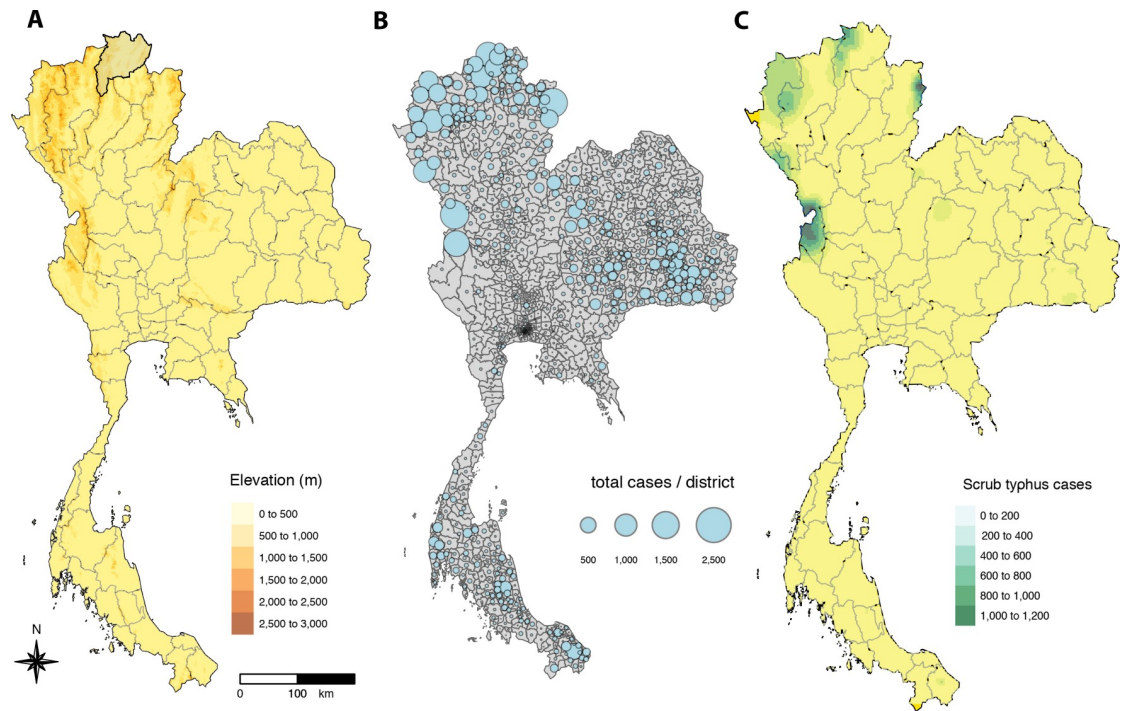 A
B
C
Elevation (m)
0 to 500
500 to 1,000
1,000 to 1,500
1,500 to 2,000
2,000 to 2,500
2,500 to 3,000
N
0 100 km
total cases / district
500 1,000 1,500 2,500
Scrub typhus cases
0 to 200
200 to 400
400 to 600
600 to 800
800 to 1,000
1,000 to 1,200